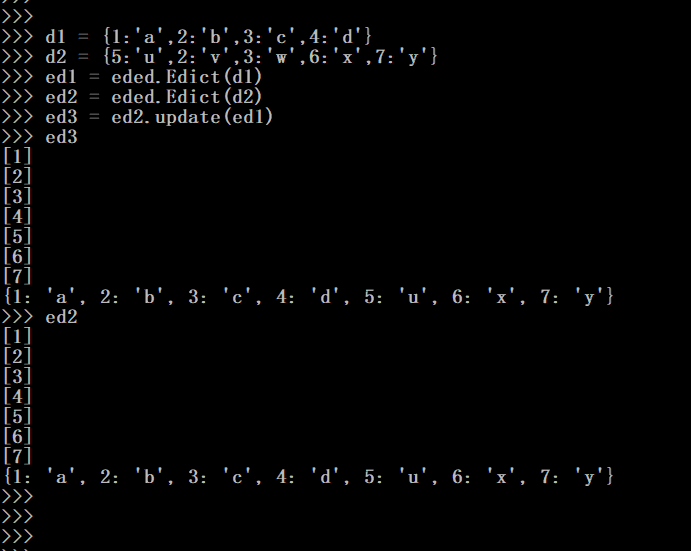 >>>
>>>
>>> d1 = {1:'a',2:'b',3:'c',4:'d'}
>>> d2 = {5:'u',2:'v',3:'w',6:'x',7:'y'}
>>> ed1 = eded.Edict(d1)
>>> ed2 = eded.Edict(d2)
>>> ed3 = ed2.update(ed1)
>>> ed3
[1]
[2]
[3]
[4]
[5]
[6]
[7]
{1: 'a', 2: 'b', 3: 'c', 4: 'd', 5: 'u', 6: 'x', 7: 'y'}
>>> ed2
[1]
[2]
[3]
[4]
[5]
[6]
[7]
{1: 'a', 2: 'b', 3: 'c', 4: 'd', 5: 'u', 6: 'x', 7: 'y'}
>>>
>>>
>>>
>>>